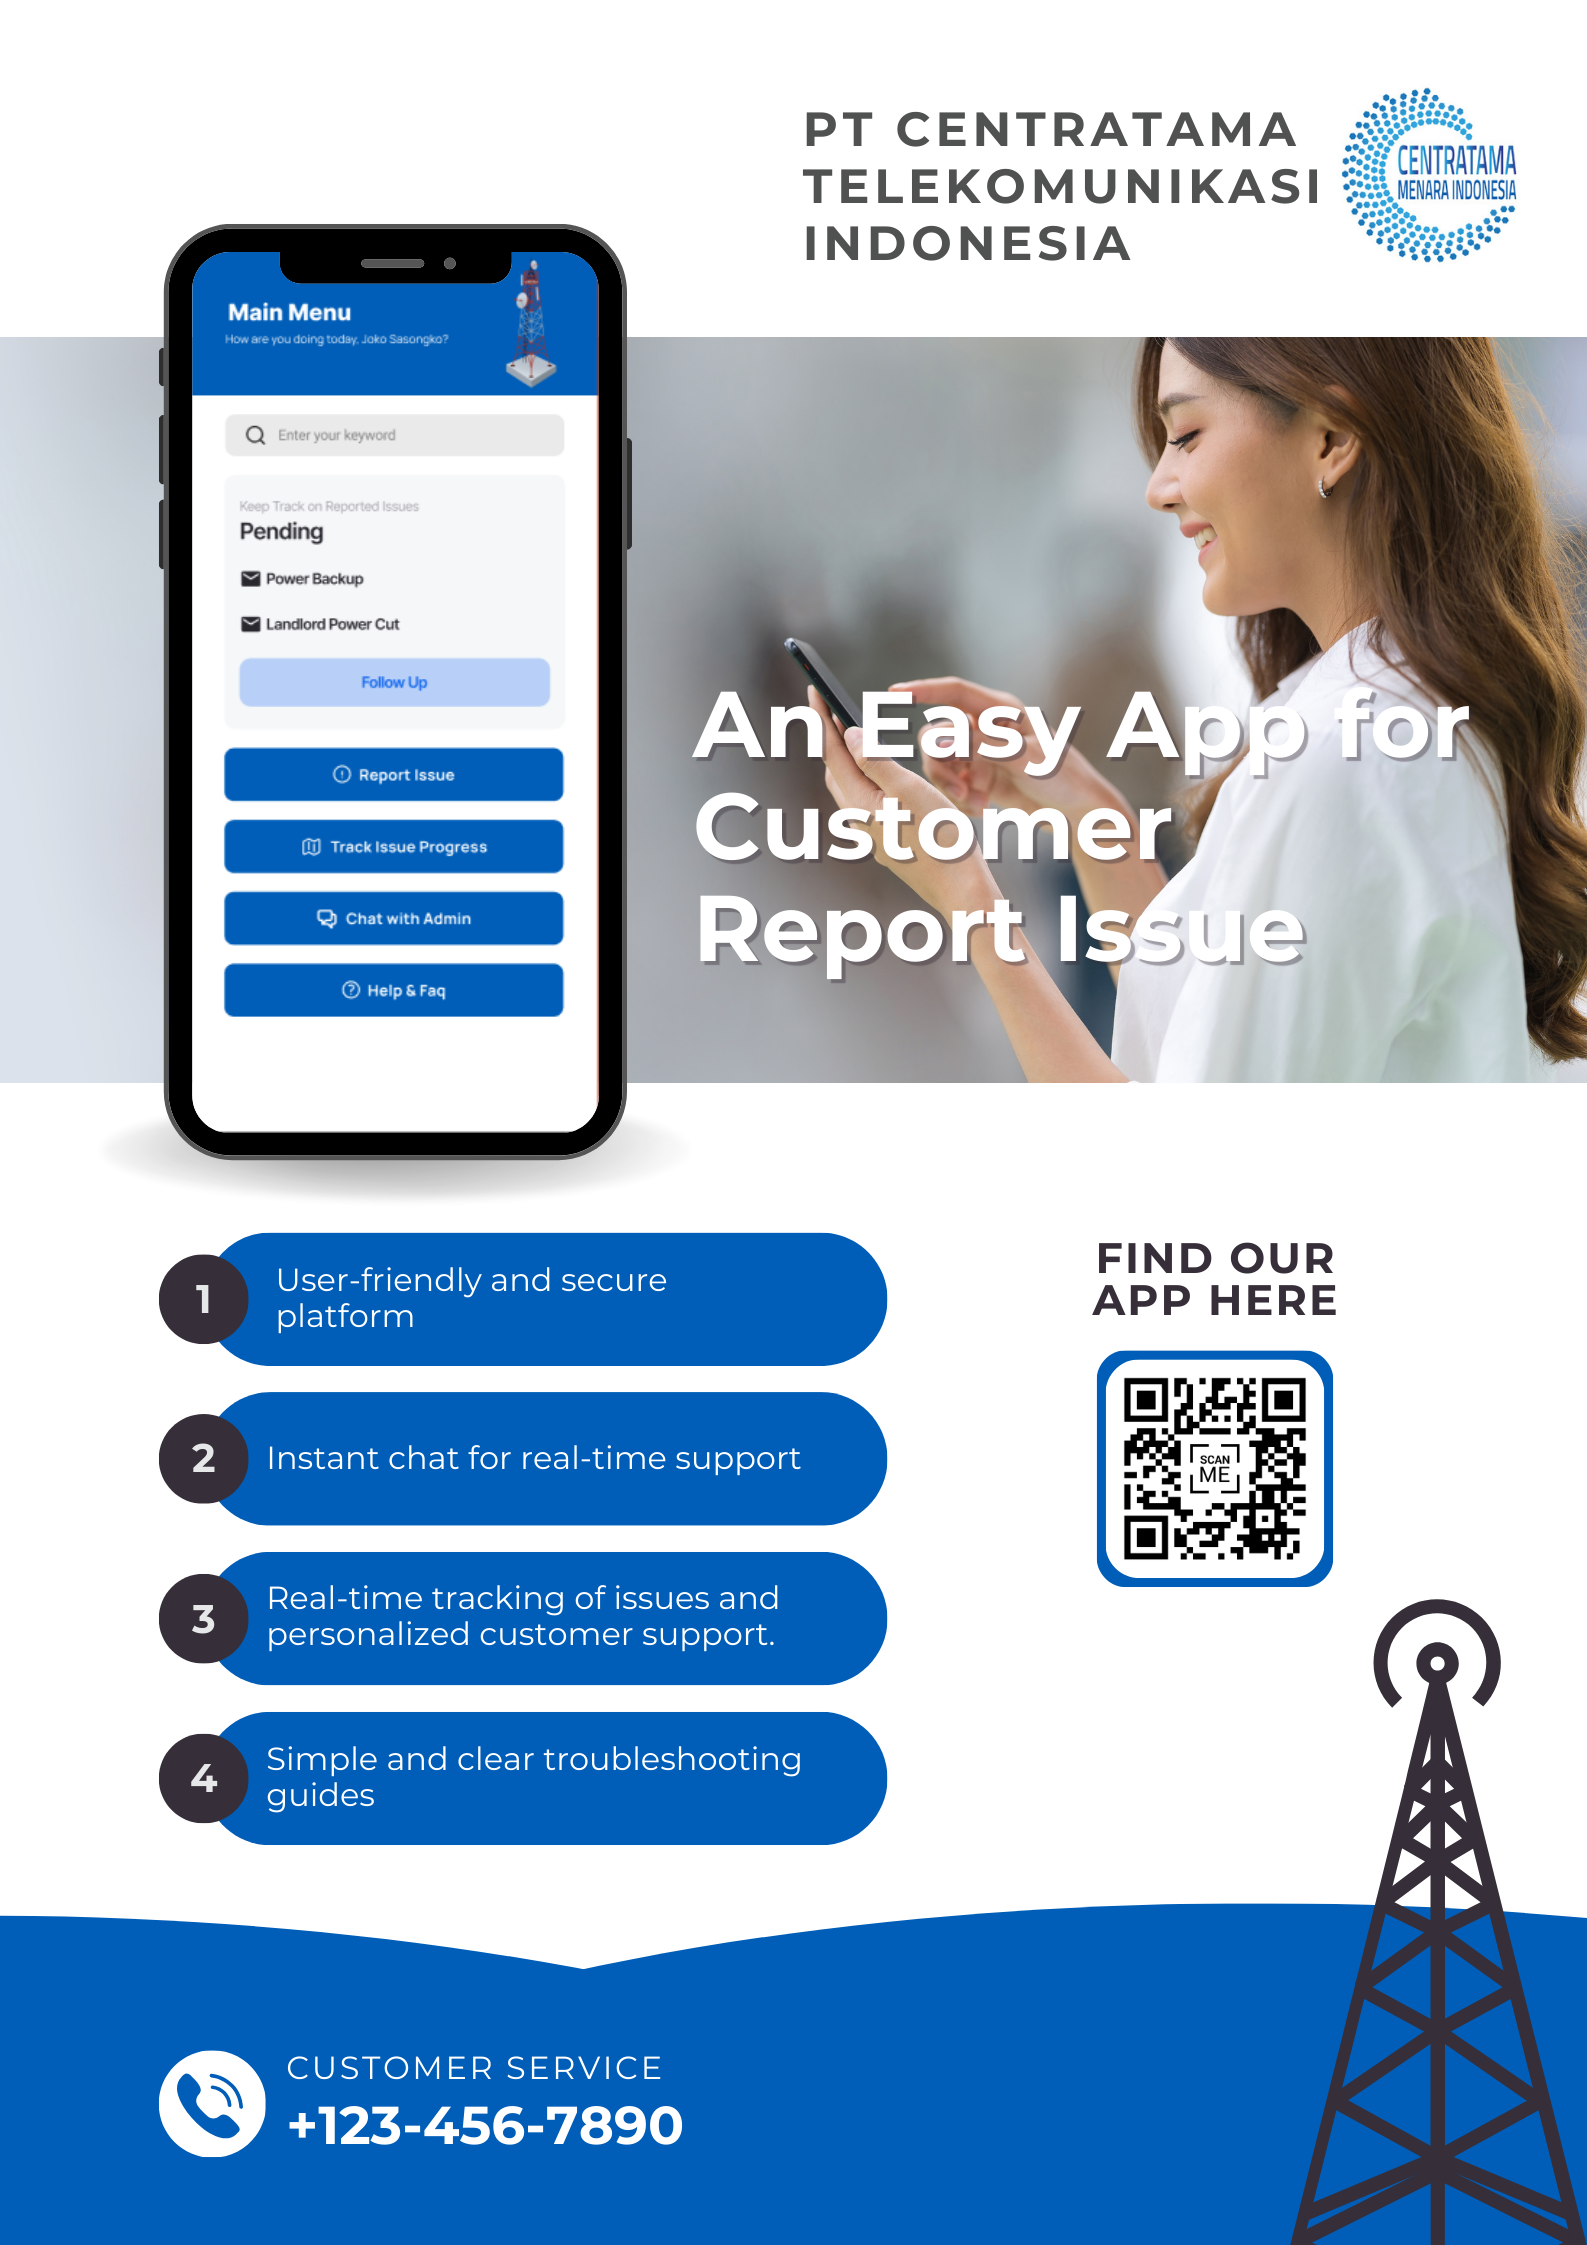 PT CENTRATAMA
TELEKOMUNIKASI
INDONESIA
CENTRATAMA
MENARA INDONESIA
Main Menu
How are you doing today, Joko Sasongko?
Enter your keyword
Keep Track on Reported Issues
Pending
Power Backup
Landlord Power Cut
Follow Up
Report Issue
Track Issue Progress
Chat with Admin
Help & Faq
An Easy App for
Customer
Report Issue
1
User-friendly and secure
platform
2
Instant chat for real-time support
3
Real-time tracking of issues and
personalized customer support.
4
Simple and clear troubleshooting
guides
FIND OUR
APP HERE
SCAN
ME
CUSTOMER SERVICE
+123-456-7890